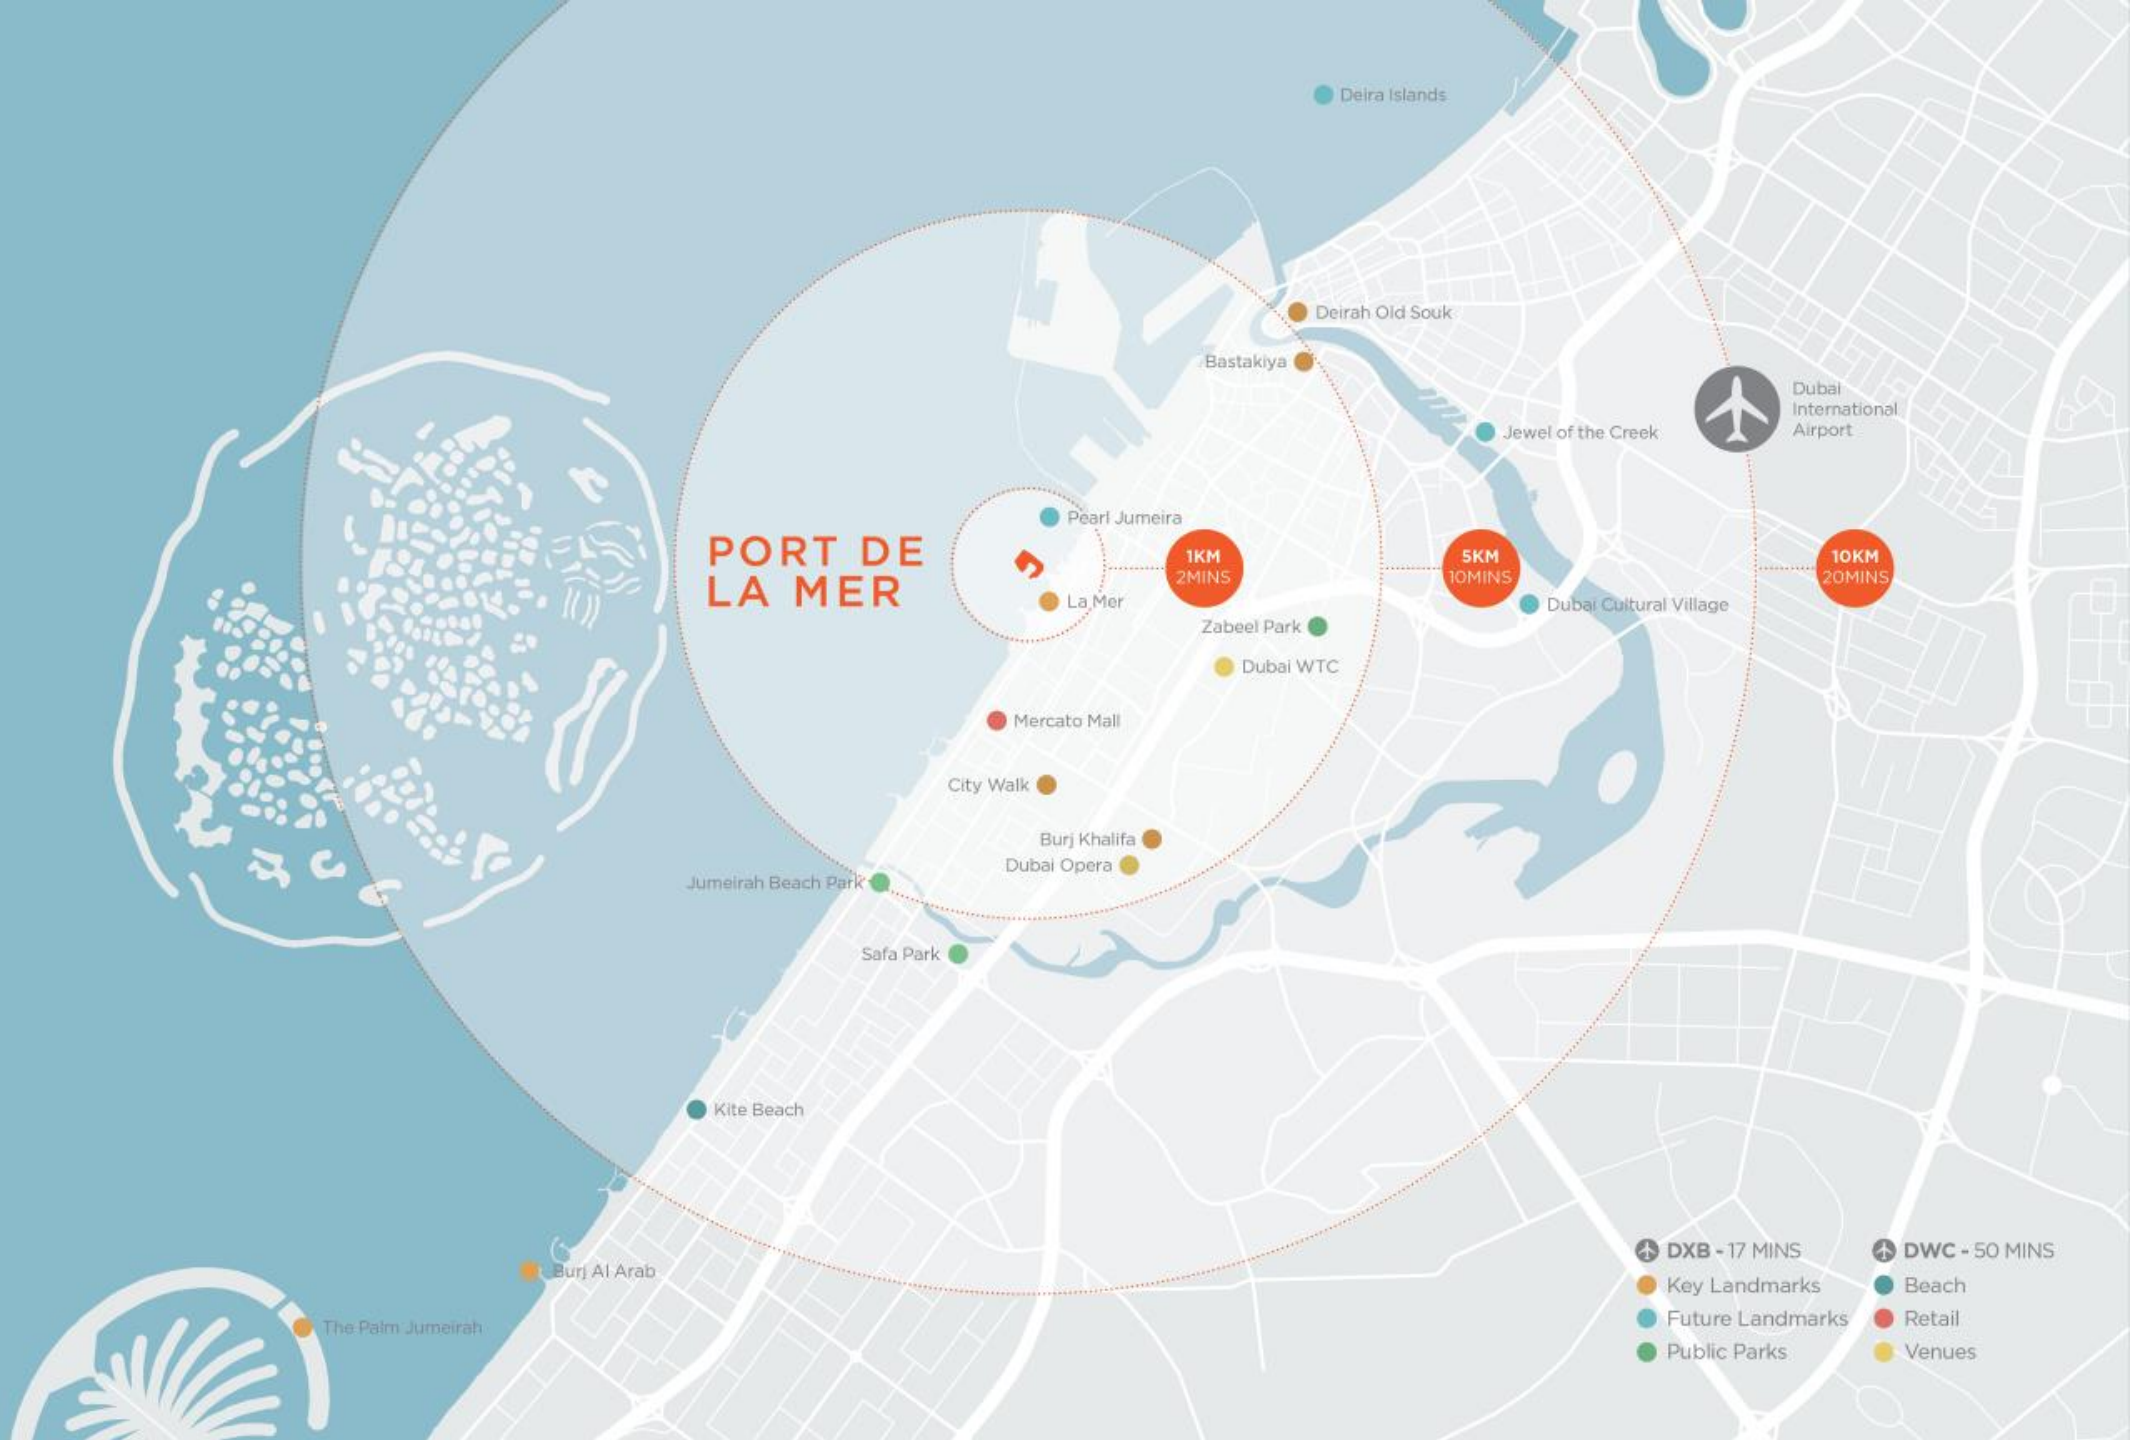 Deira Islands
Deirah Old Souk
Bastakiya
Dubai
International
Airport
Jewel of the Creek
Pearl Jumeira
PORT DE
LA MER
1KM
2MINS
5KM
10MINS
10KM
20MINS
La Mer
Dubai Cultural Village
Zabeel Park
Dubai WTC
Mercato Mall
City Walk
Burj Khalifa
Dubai Opera
Jumeirah Beach Park
Safa Park
Kite Beach
Burj Al Arab
The Palm Jumeirah
DXB - 17 MINS
Key Landmarks
Future Landmarks
Public Parks
DWC - 50 MINS
Beach
Retail
Venues